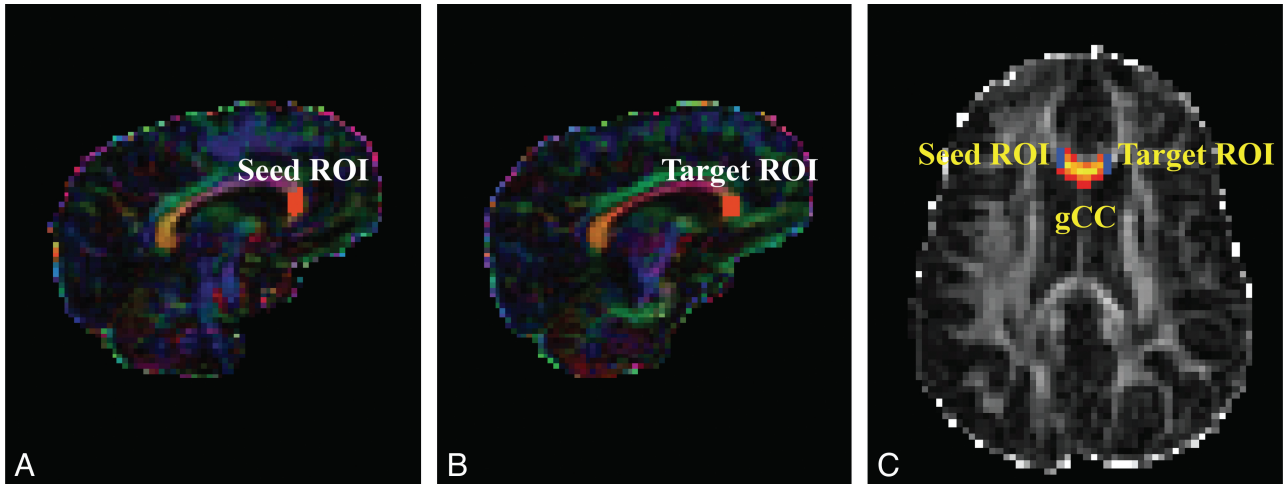 Seed ROI
A
Target ROI
B
Seed ROI
Target ROI
gCC
C